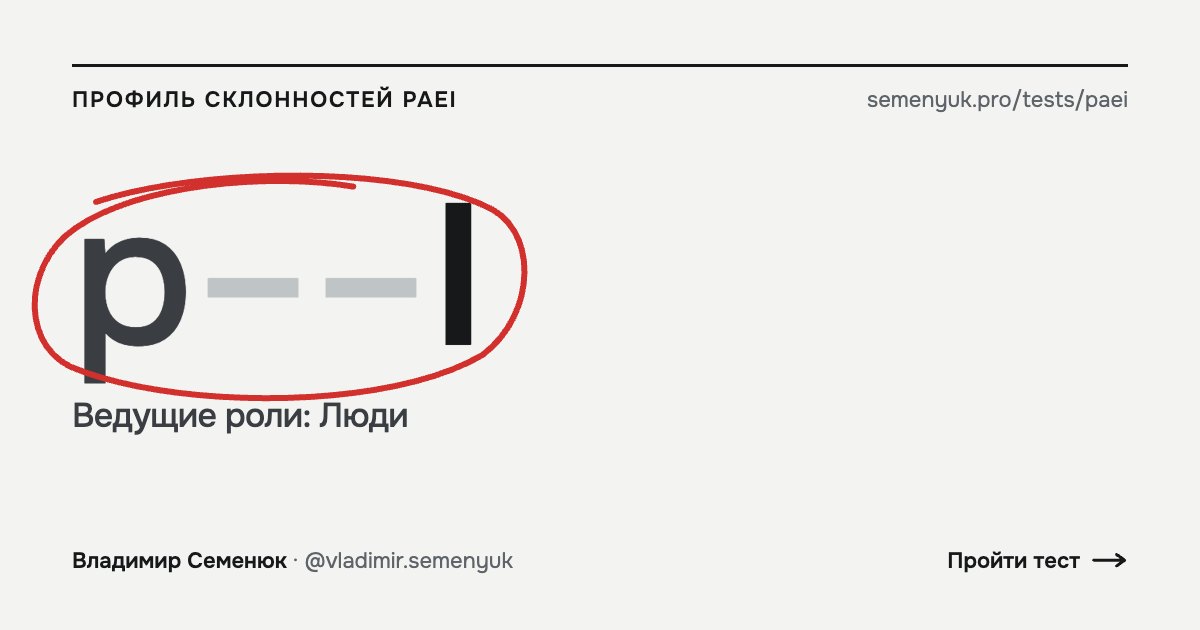 ПРОФИЛЬ СКЛОННОСТЕЙ PAEI
semenyuk.pro/tests/paei
p——I
Ведущие роли: Люди
Владимир Семенюк · @vladimir.semenyuk
Пройти тест →